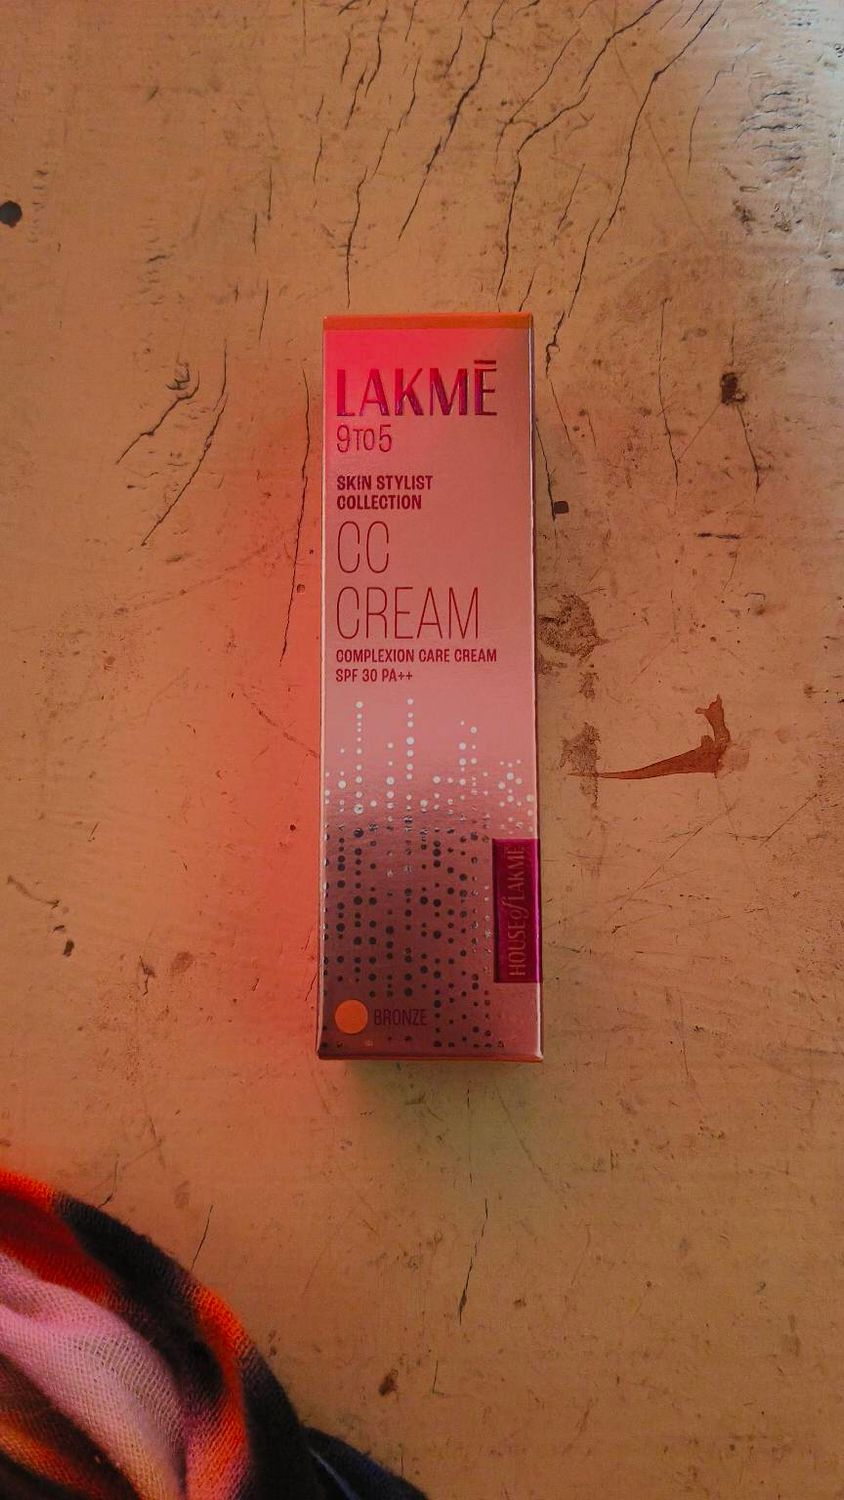 LAKMĒ
9TO5
SKIN STYLIST
COLLECTION
CC
CREAM
COMPLEXION CARE CREAM
SPF 30 PA++
HOUSE of LAKMĒ
BRONZE